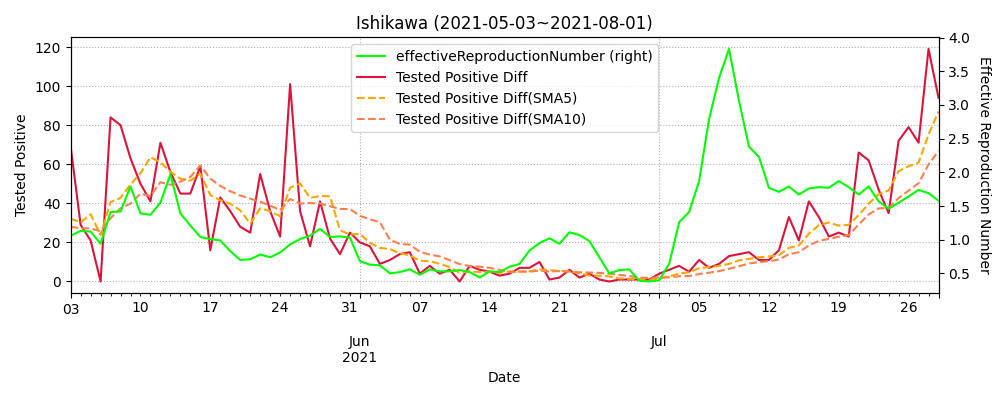 Ishikawa (2021-05-03~2021-08-01)
effectiveReproductionNumber (right)
Tested Positive Diff
Tested Positive Diff(SMA5)
Tested Positive Diff(SMA10)
Tested Positive
120
100
80
60
40
20
0
4.0
3.5
3.0
2.5
2.0
1.5
1.0
0.5
Effective Reproduction Number
03 10 17 24 31 07 14 21 28 05 12 19 26
Jun Jul
2021
Date